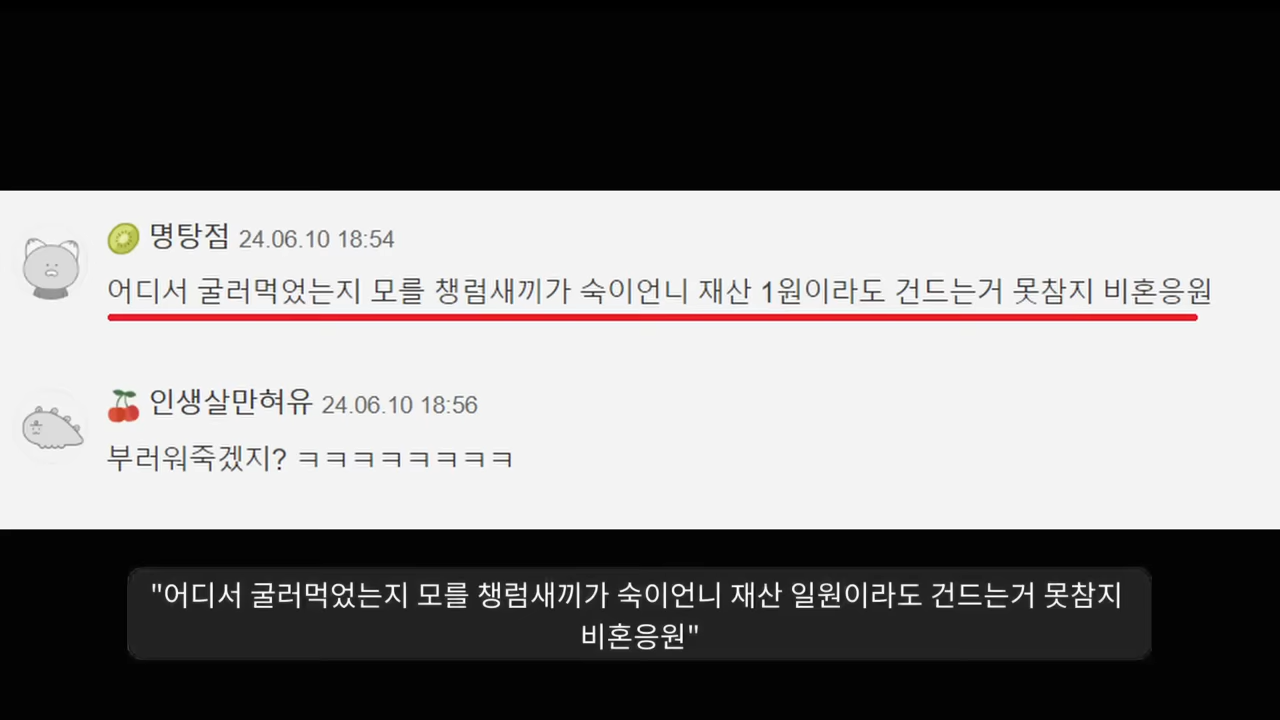 명탕점 24.06.10 18:54
어디서 굴러먹었는지 모를 챙럼새끼가 숙이언니 재산 1원이라도 건드는거 못참지 비혼응원
인생살만혀유 24.06.10 18:56
부러워죽겠지? ㅋㅋㅋㅋㅋㅋㅋㅋ
"어디서 굴러먹었는지 모를 챙럼새끼가 숙이언니 재산 일원이라도 건드는거 못참지
비혼응원"